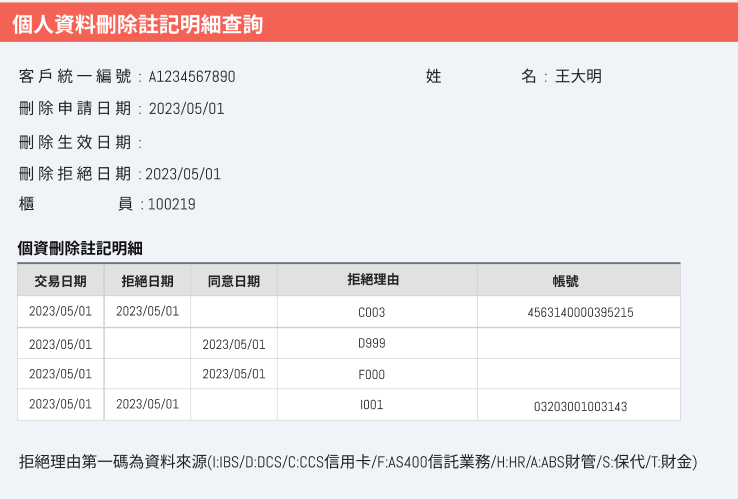 個人資料刪除註記明細查詢
客戶統一編號 : A1234567890 姓 名 : 王大明
刪除申請日期 : 2023/05/01
刪除生效日期 :
刪除拒絕日期 : 2023/05/01
櫃 員 : 100219
個資刪除註記明細
交易日期 拒絕日期 同意日期 拒絕理由 帳號
2023/05/01 2023/05/01 C003 4563140000395215
2023/05/01 2023/05/01 D999
2023/05/01 2023/05/01 F000
2023/05/01 2023/05/01 I001 03203001003143
拒絕理由第一碼為資料來源(I:IBS/D:DCS/C:CCS信用卡/F:AS400信託業務/H:HR/A:ABS財管/S:保代/T:財金)